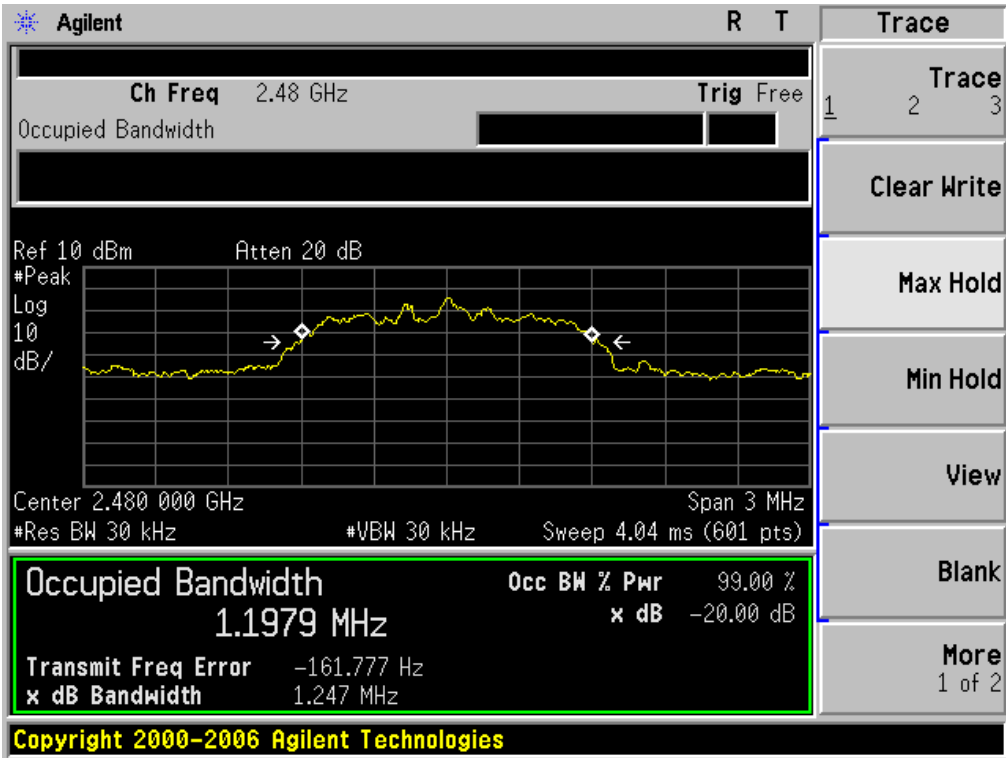 Agilent R T
Ch Freq 2.48 GHz Trig Free
Occupied Bandwidth
Ref 10 dBm Atten 20 dB
#Peak
Log
10
dB/
Center 2.480 000 GHz Span 3 MHz
#Res BW 30 kHz #VBW 30 kHz Sweep 4.04 ms (601 pts)
Occupied Bandwidth Occ BW % Pwr 99.00 %
1.1979 MHz x dB -20.00 dB
Transmit Freq Error -161.777 Hz
x dB Bandwidth 1.247 MHz
Copyright 2000-2006 Agilent Technologies
Trace
Trace
1 2 3
Clear Write
Max Hold
Min Hold
View
Blank
More
1 of 2